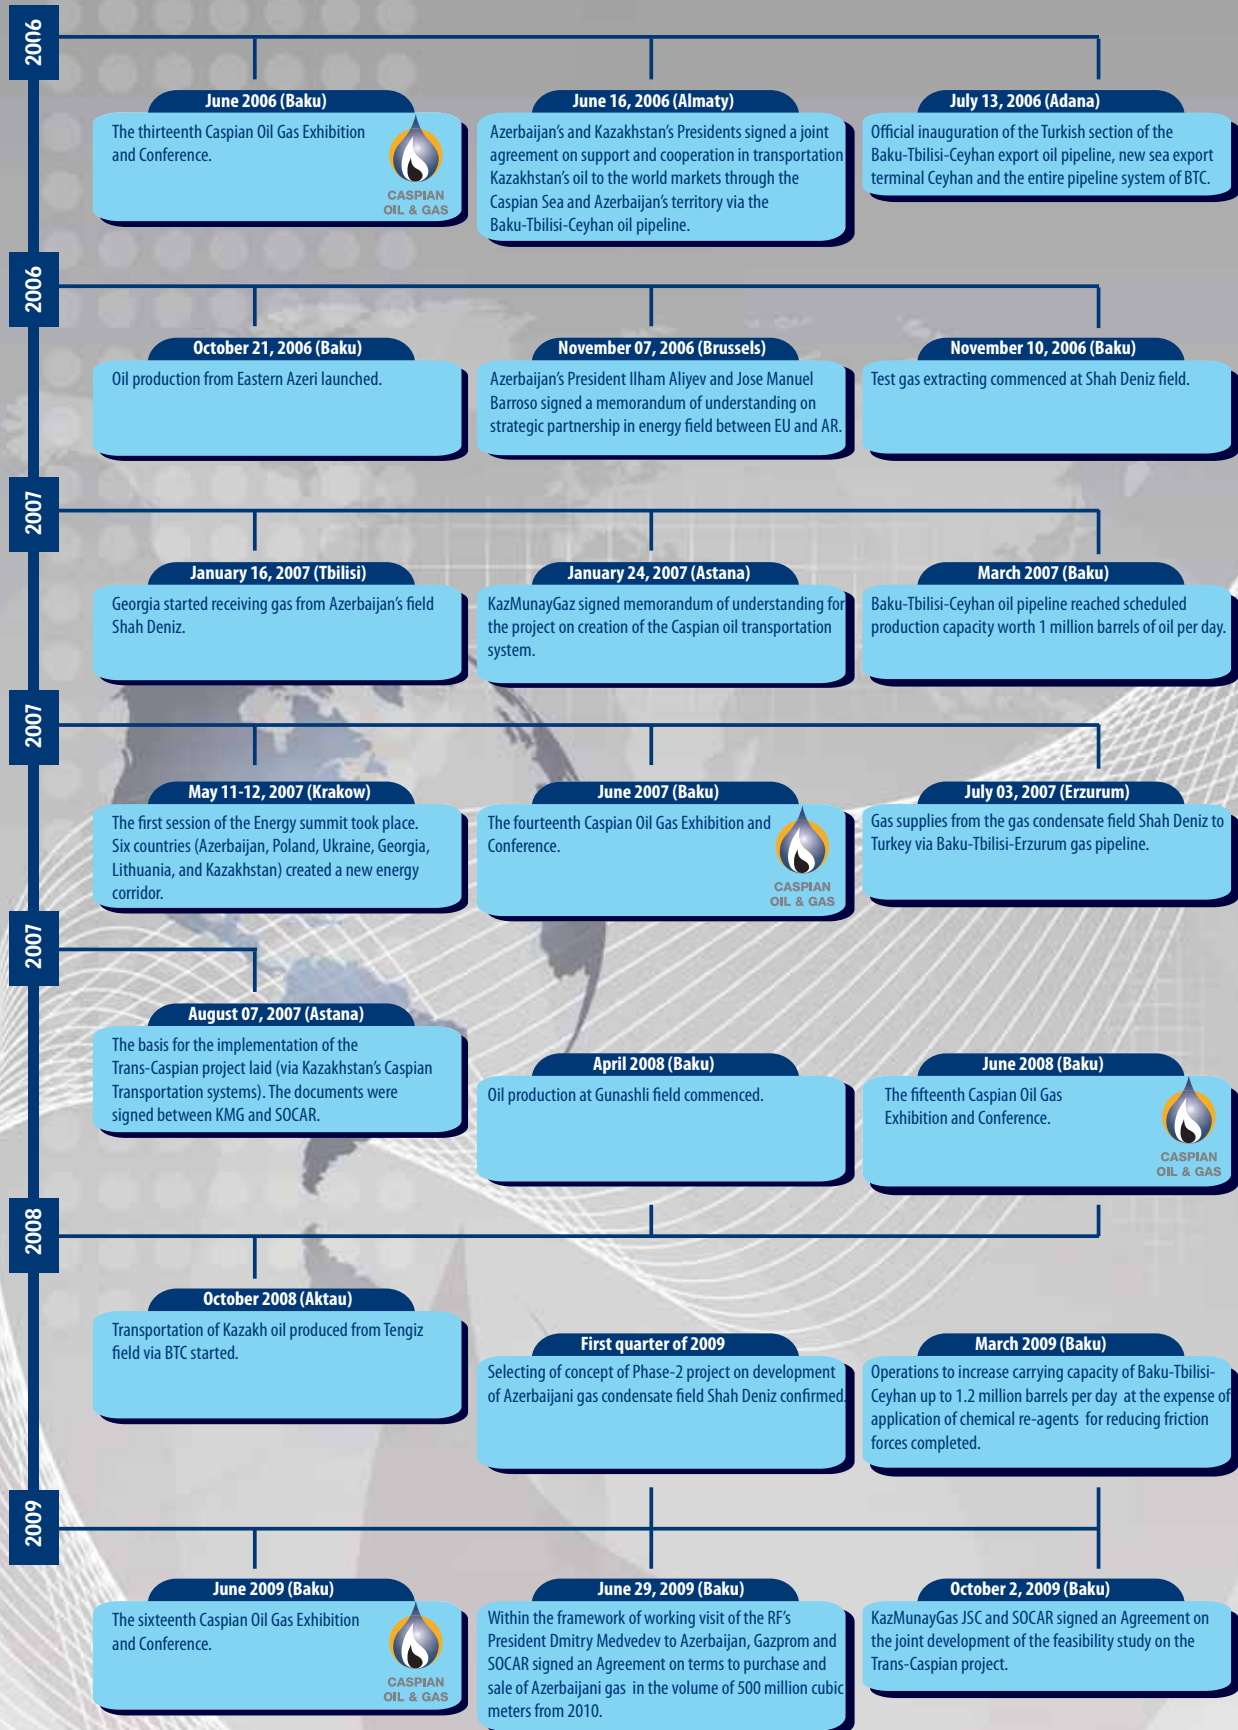 2006
June 2006 (Baku)
The thirteenth Caspian Oil Gas Exhibition
and Conference.
CASPIAN
OIL & GAS
June 16, 2006 (Almaty)
Azerbaijan's and Kazakhstan's Presidents signed a joint
agreement on support and cooperation in transportation
Kazakhstan's oil to the world markets through the
Caspian Sea and Azerbaijan's territory via the
Baku-Tbilisi-Ceyhan oil pipeline.
July 13, 2006 (Adana)
Official inauguration of the Turkish section of the
Baku-Tbilisi-Ceyhan export oil pipeline, new sea export
terminal Ceyhan and the entire pipeline system of BTC.
2006
October 21, 2006 (Baku)
Oil production from Eastern Azeri launched.
November 07, 2006 (Brussels)
Azerbaijan's President Ilham Aliyev and Jose Manuel
Barroso signed a memorandum of understanding on
strategic partnership in energy field between EU and AR.
November 10, 2006 (Baku)
Test gas extracting commenced at Shah Deniz field.
2007
January 16, 2007 (Tbilisi)
Georgia started receiving gas from Azerbaijan's field
Shah Deniz.
January 24, 2007 (Astana)
KazMunayGaz signed memorandum of understanding for
the project on creation of the Caspian oil transportation
system.
March 2007 (Baku)
Baku-Tbilisi-Ceyhan oil pipeline reached scheduled
production capacity worth 1 million barrels of oil per day.
2007
May 11-12, 2007 (Krakow)
The first session of the Energy summit took place.
Six countries (Azerbaijan, Poland, Ukraine, Georgia,
Lithuania, and Kazakhstan) created a new energy
corridor.
June 2007 (Baku)
The fourteenth Caspian Oil Gas Exhibition and
Conference.
CASPIAN
OIL & GAS
July 03, 2007 (Erzurum)
Gas supplies from the gas condensate field Shah Deniz to
Turkey via Baku-Tbilisi-Erzurum gas pipeline.
2007
August 07, 2007 (Astana)
The basis for the implementation of the
Trans-Caspian project laid (via Kazakhstan's Caspian
Transportation systems). The documents were
signed between KMG and SOCAR.
April 2008 (Baku)
Oil production at Gunashli field commenced.
June 2008 (Baku)
The fifteenth Caspian Oil Gas
Exhibition and Conference.
CASPIAN
OIL & GAS
2008
October 2008 (Aktau)
Transportation of Kazakh oil produced from Tengiz
field via BTC started.
First quarter of 2009
Selecting of concept of Phase-2 project on development
of Azerbaijani gas condensate field Shah Deniz confirmed.
March 2009 (Baku)
Operations to increase carrying capacity of Baku-Tbilisi-
Ceyhan up to 1.2 million barrels per day at the expense of
application of chemical re-agents for reducing friction
forces completed.
2009
June 2009 (Baku)
The sixteenth Caspian Oil Gas Exhibition
and Conference.
CASPIAN
OIL & GAS
June 29, 2009 (Baku)
Within the framework of working visit of the RF's
President Dmitry Medvedev to Azerbaijan, Gazprom and
SOCAR signed an Agreement on terms to purchase and
sale of Azerbaijani gas in the volume of 500 million cubic
meters from 2010.
October 2, 2009 (Baku)
KazMunayGas JSC and SOCAR signed an Agreement on
the joint development of the feasibility study on the
Trans-Caspian project.